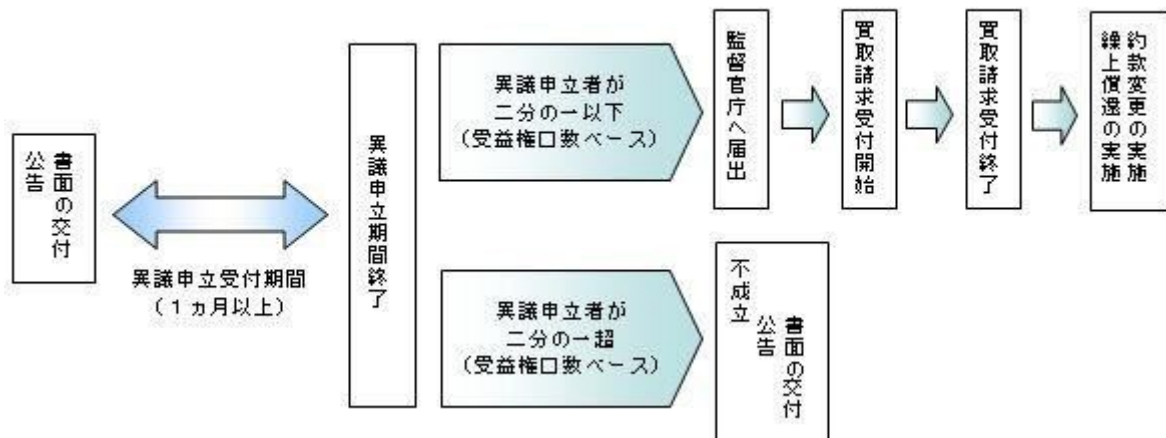 書面の交付
公告
異議申立受付期間
(1ヵ月以上)
異議申立期間終了
異議申立者が
二分の一以下
(受益権口数ベース)
監督官庁へ届出
買取請求受付開始
買取請求受付終了
約款変更の実施
繰上償還の実施
異議申立者が
二分の一超
(受益権口数ベース)
不成立
書面の交付
公告